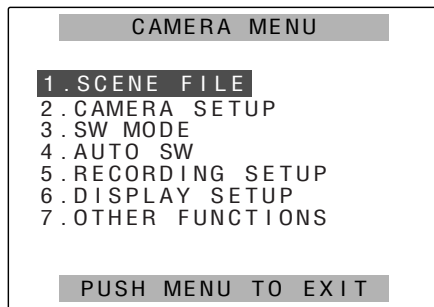 CAMERA MENU
1.SCENE FILE
2.CAMERA SETUP
3.SW MODE
4.AUTO SW
5.RECORDING SETUP
6.DISPLAY SETUP
7.OTHER FUNCTIONS
PUSH MENU TO EXIT